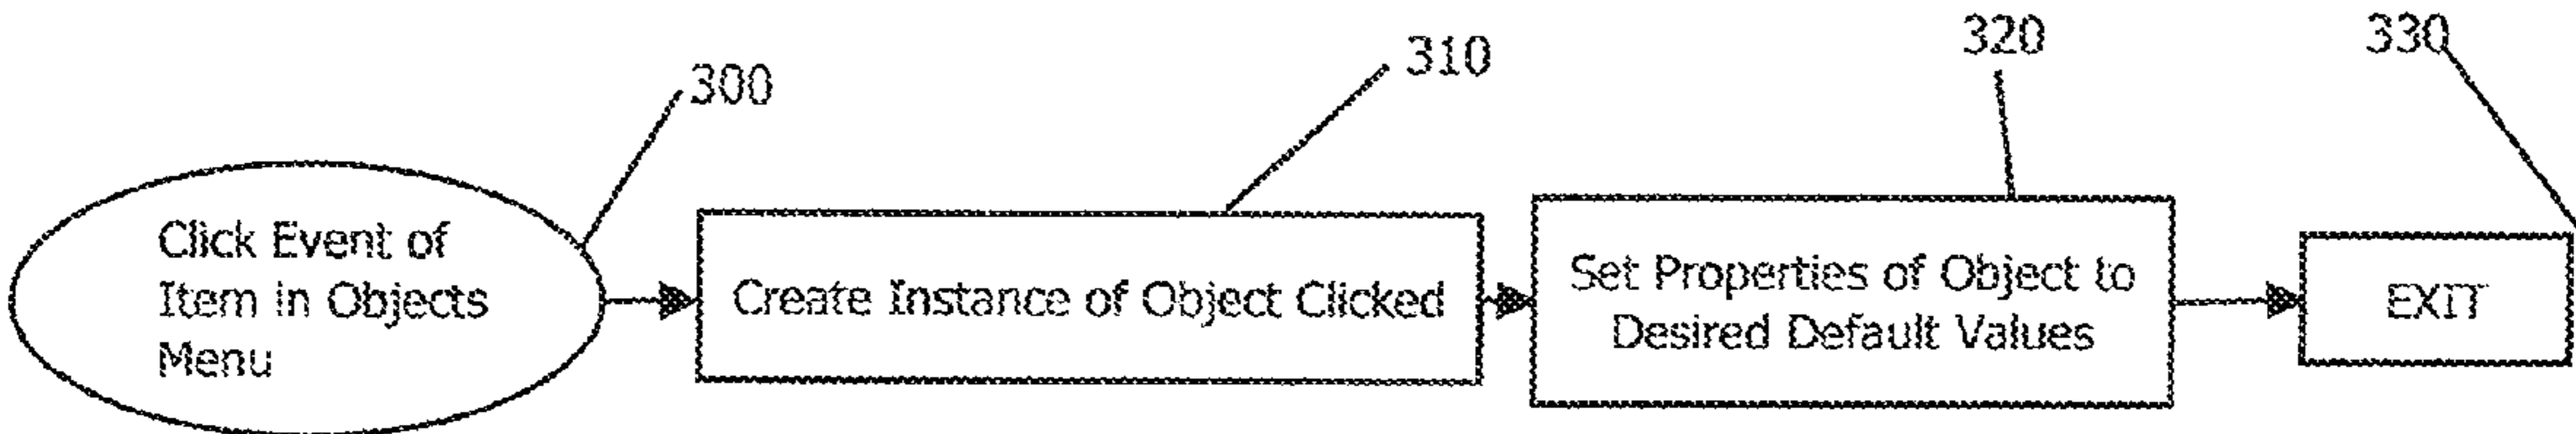 300
310
320
330
Click Event of
Item in Objects
Menu
Create Instance of Object Clicked
Set Properties of Object to
Desired Default Values
EXIT